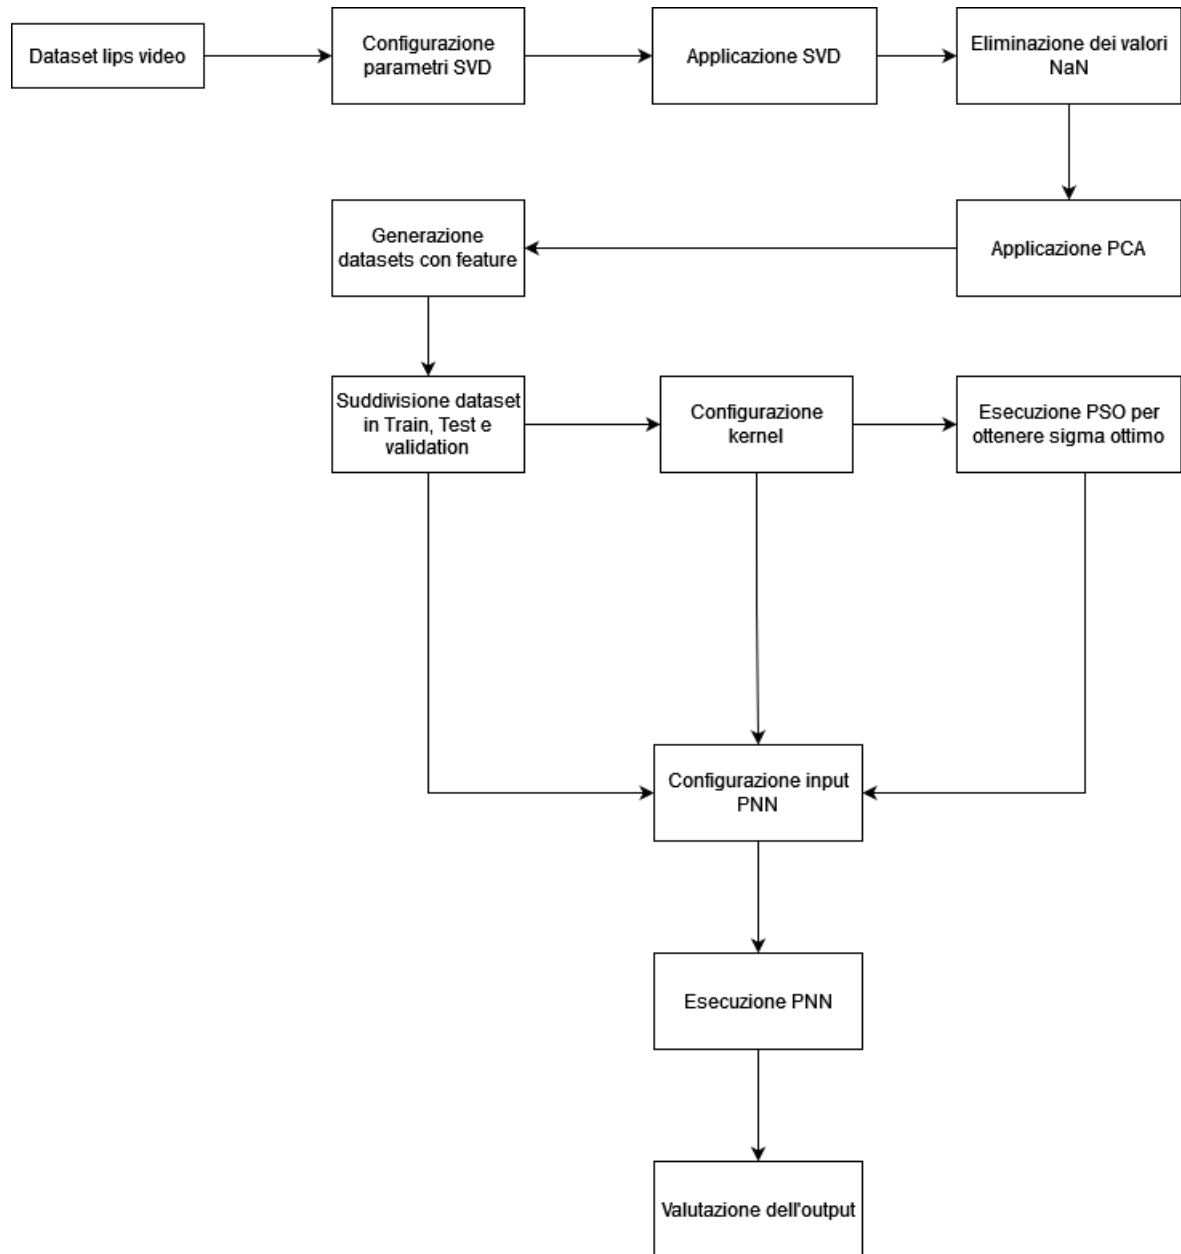 Dataset lips video
Configurazione
parametri SVD
Applicazione SVD
Eliminazione dei valori
NaN
Applicazione PCA
Generazione
datasets con feature
Suddivisione dataset
in Train, Test e
validation
Configurazione
kernel
Esecuzione PSO per
ottenere sigma ottimo
Configurazione input
PNN
Esecuzione PNN
Valutazione dell'output